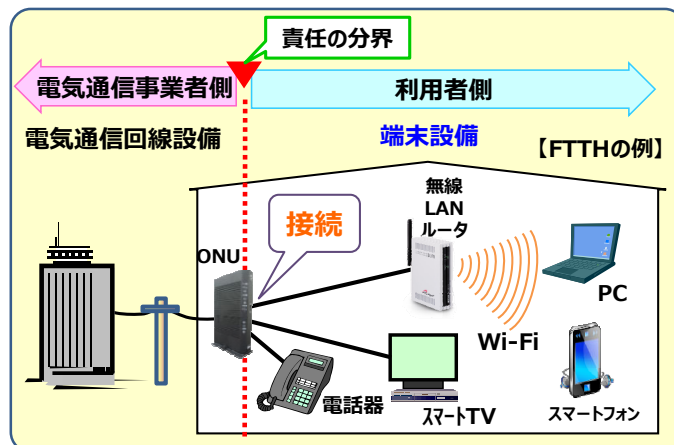 責任の分界
電気通信事業者側
利用者側
電気通信回線設備
端末設備
【FTTHの例】
無線
LAN
ルータ
接続
ONU
PC
Wi-Fi
電話器
スマートTV
スマートフォン